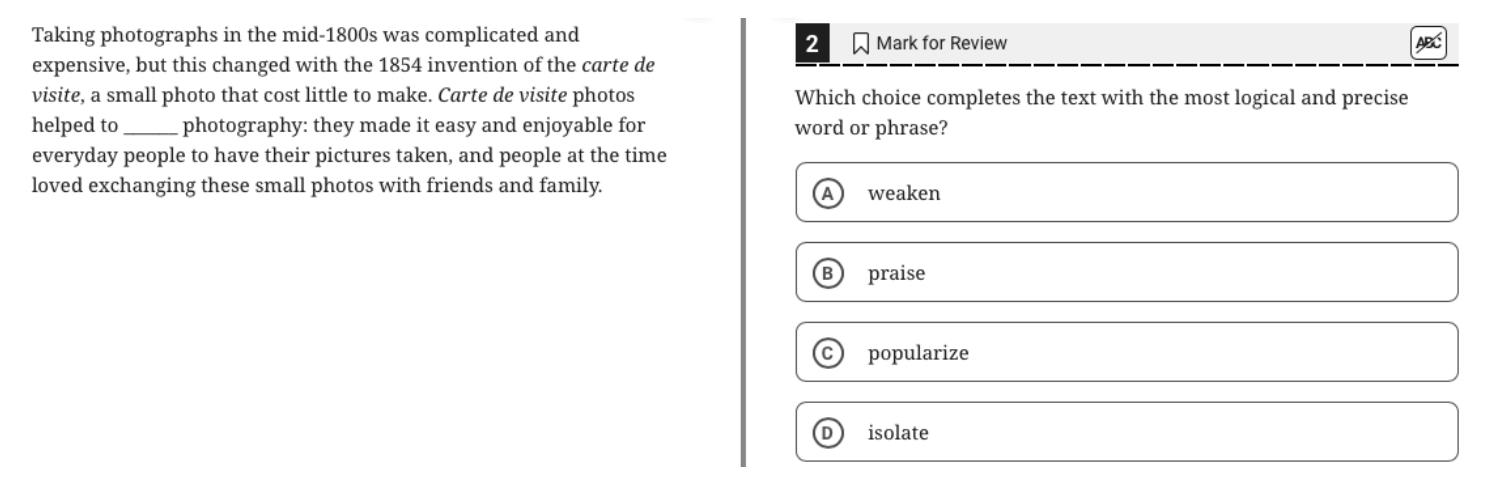 Taking photographs in the mid-1800s was complicated and
expensive, but this changed with the 1854 invention of the carte de
visite, a small photo that cost little to make. Carte de visite photos
helped to ______ photography: they made it easy and enjoyable for
everyday people to have their pictures taken, and people at the time
loved exchanging these small photos with friends and family.
2 Mark for Review ABC
Which choice completes the text with the most logical and precise
word or phrase?
A weaken
B praise
C popularize
D isolate